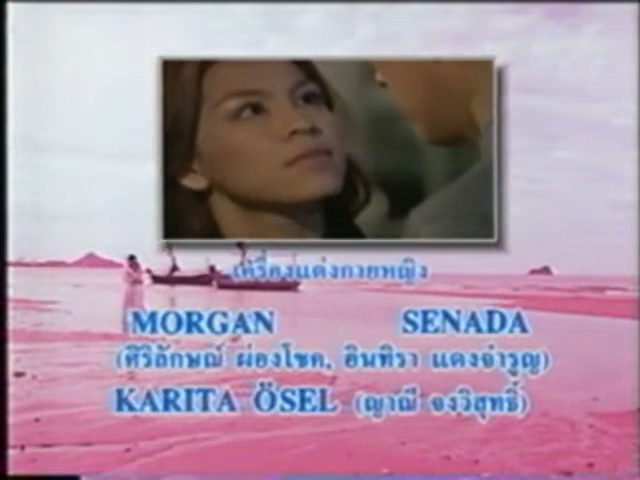 เครื่องแต่งกายหญิง
MORGAN SENADA
(ศิริลักษณ์ ผ่องโชค, อินทิรา แดงจำรูญ)
KARITA ÖSEL (ญาณี จงวิสุทธิ์)